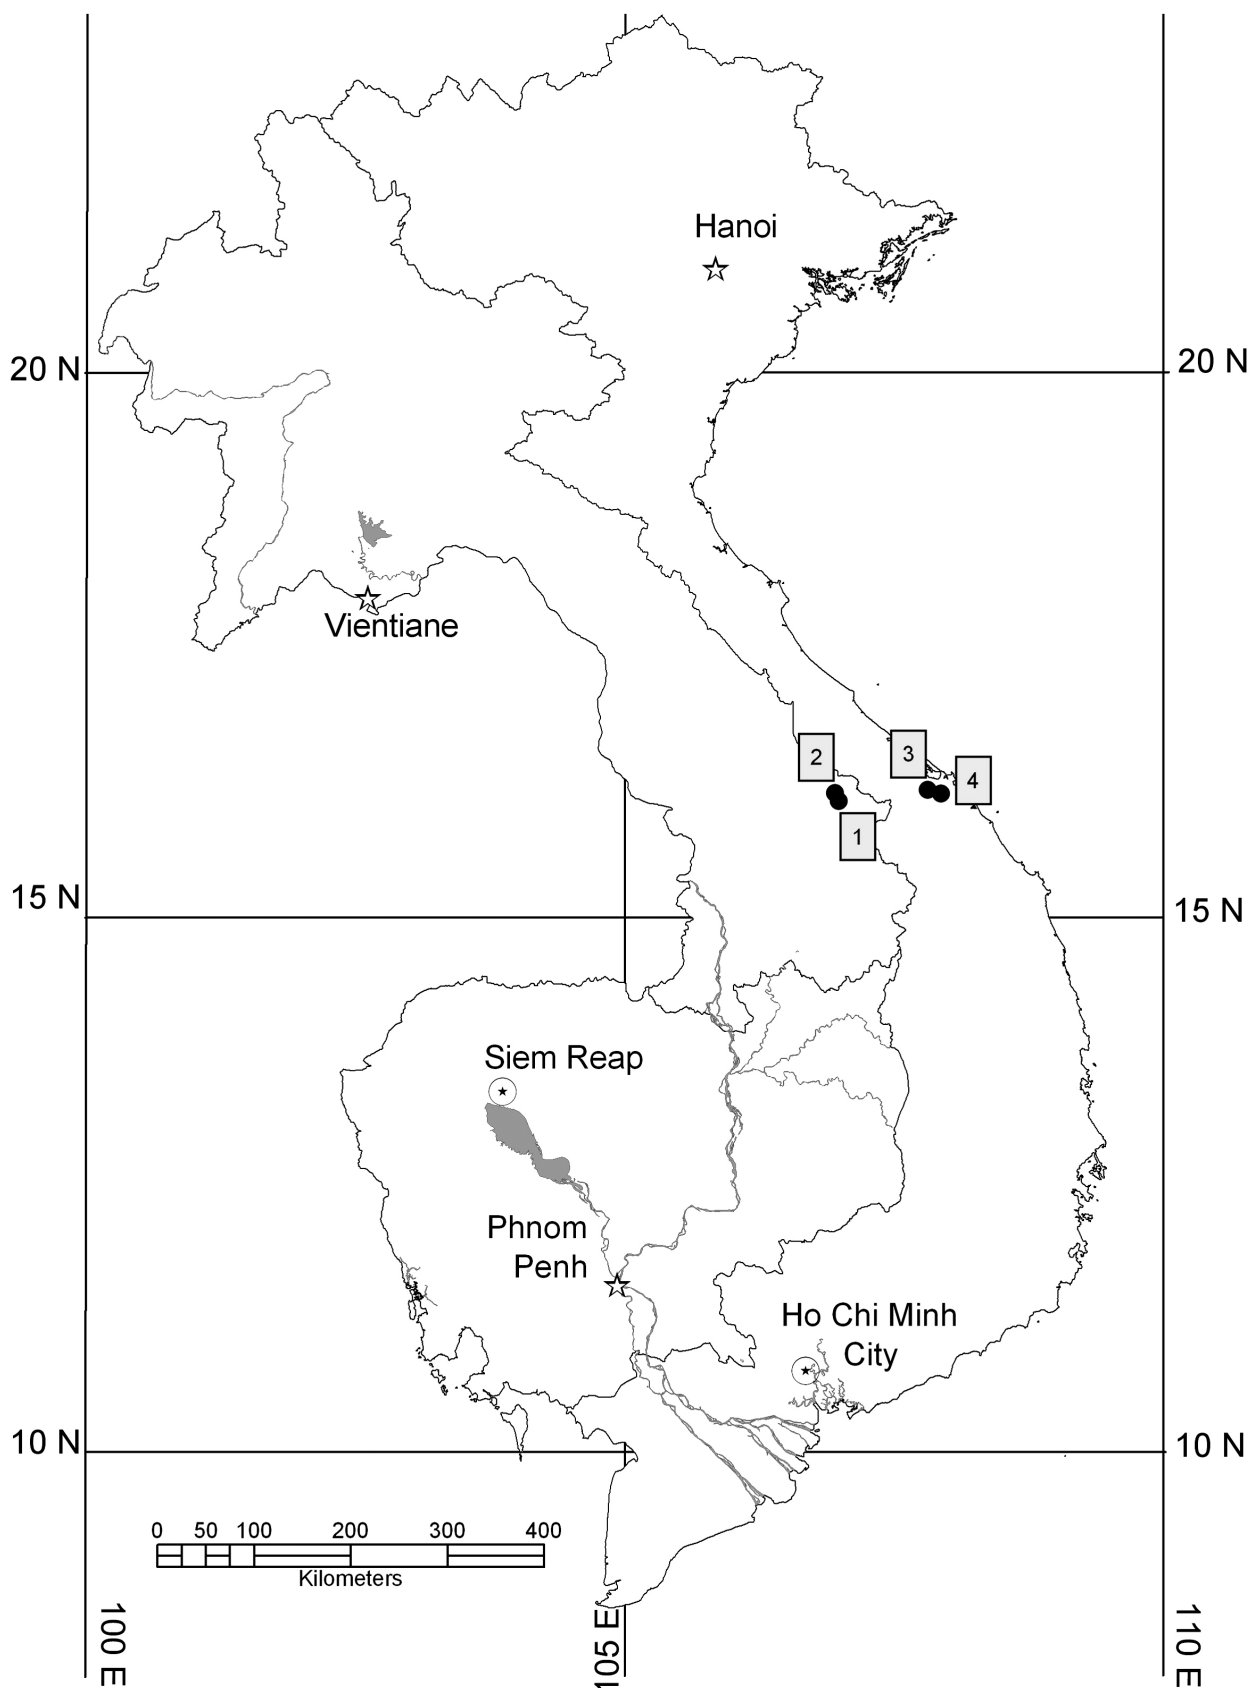 Hanoi
20 N
20 N
Vientiane
2
3
4
1
15 N
15 N
Siem Reap
Phnom
Penh
Ho Chi Minh
City
10 N
10 N
0 50 100 200 300 400
Kilometers
100 E
105 E
110 E